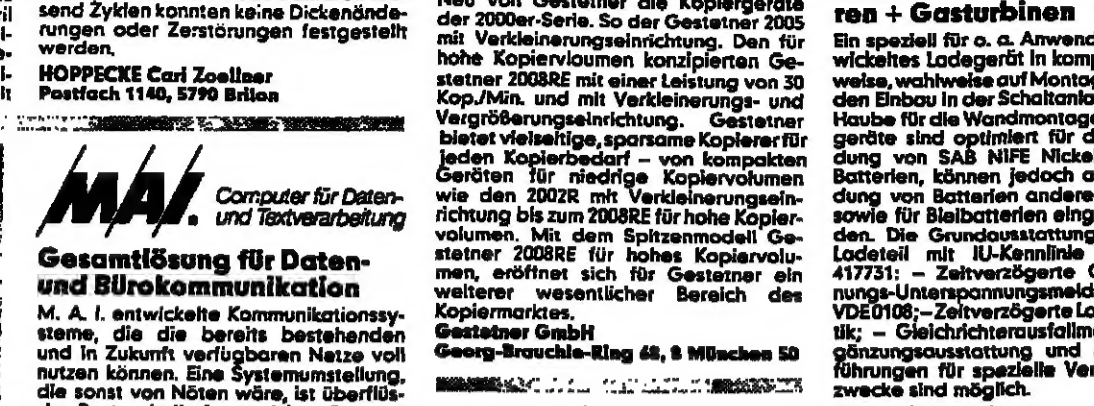 send Zyklen konnten keine Dickenände-
rungen oder Zerstörungen festgestellt
werden.
HOPPECKE Carl Zoellner
Postfach 1140, 5790 Brilon
MAI. Computer für Daten-
und Textverarbeitung
Gesamtlösung für Daten-
und Bürokommunikation
M. A. I. entwickelte Kommunikationssy-
steme, die die bereits bestehenden
und in Zukunft verfügbaren Netze voll
nutzen können. Eine Systemumstellung,
die sonst von Nöten wäre, ist überflüs-
Neu von Gestetner die Kopiergeräte
der 2000er-Serie. So der Gestetner 2005
mit Verkleinerungseinrichtung. Den für
hohe Kopiervloumen konzipierten Ge-
stetner 2008RE mit einer Leistung von 30
Kop./Min. und mit Verkleinerungs- und
Vergrößerungseinrichtung. Gestetner
bietet vielseitige, sparsame Kopierer für
jeden Kopierbedarf – von kompakten
Geräten für niedrige Kopiervolumen
wie den 2002R mit Verkleinerungsein-
richtung bis zum 2008RE für hohe Kopier-
volumen. Mit dem Spitzenmodell Ge-
stetner 2008RE für hohes Kopiervolu-
men, eröffnet sich für Gestetner ein
weiterer wesentlicher Bereich des
Kopiermarktes.
Gestetner GmbH
Georg-Brauchle-Ring 68, 8 München 50
ren + Gasturbinen
Ein speziell für o. a. Anwend
wickeltes Ladegerät in komp
weise, wahlweise auf Montag
den Einbau in der Schaltanla
Haube für die Wandmontage
geräte sind optimiert für d
dung von SAB NIFE Nickel
Batterien, können jedoch a
dung von Batterien andere
sowie für Bleibatterien eing
den. Die Grundausstattung
Ladeteil mit IU-Kennlinie
417731; – Zeitverzögerte
nungs-Unterspannungsmeld
VDE0108; – Zeitverzögerte Lo
tik; – Gleichrichterausfallm
gänzungsausstattung und
führungen für spezielle Ver
zwecke sind möglich.